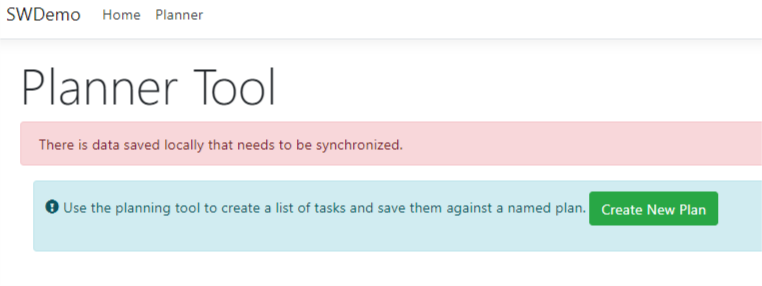 SWDemo Home Planner
Planner Tool
There is data saved locally that needs to be synchronized.
Use the planning tool to create a list of tasks and save them against a named plan. Create New Plan